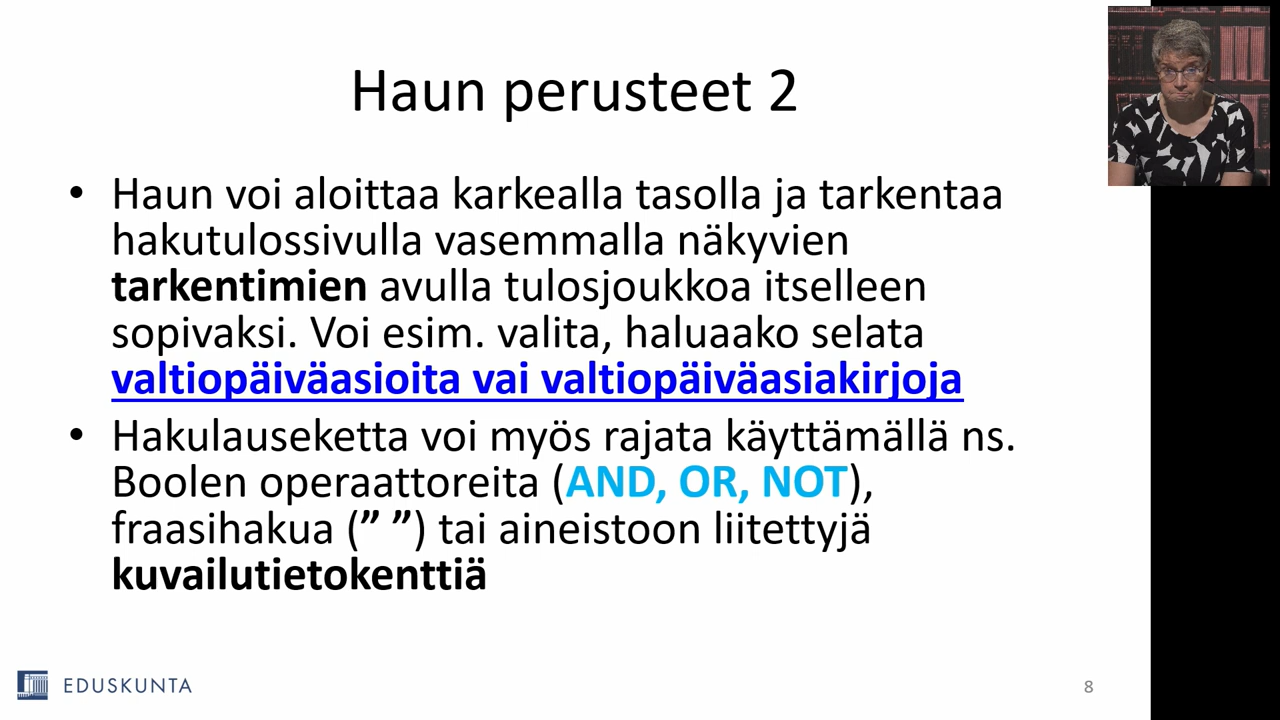 Haun perusteet 2
• Haun voi aloittaa karkealla tasolla ja tarkentaa
hakutulossivulla vasemmalla näkyvien
tarkentimien avulla tulosjoukkoa itselleen
sopivaksi. Voi esim. valita, haluaako selata
valtiopäiväasioita vai valtiopäiväasiakirjoja
• Hakulauseketta voi myös rajata käyttämällä ns.
Boolen operaattoreita (AND, OR, NOT),
fraasihakua (” ”) tai aineistoon liitettyjä
kuvailutietokenttiä
EDUSKUNTA
8